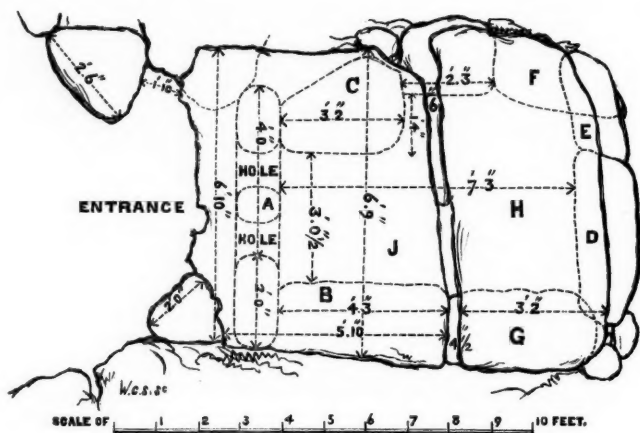 2'.6"
1'.10"
C
F
2'.3"
6"
1'.4"
3'.2"
E
2'.0"
HOLE
7'.3"
ENTRANCE
6'.10"
A
3'.0½"
6'.9"
H
D
HOLE
J
B
2'.0"
2'.0"
4'.3"
3'.2"
5'.10"
4½"
G
W.C.S. Sc
SCALE OF 1 2 3 4 5 6 7 8 9 10 FEET.